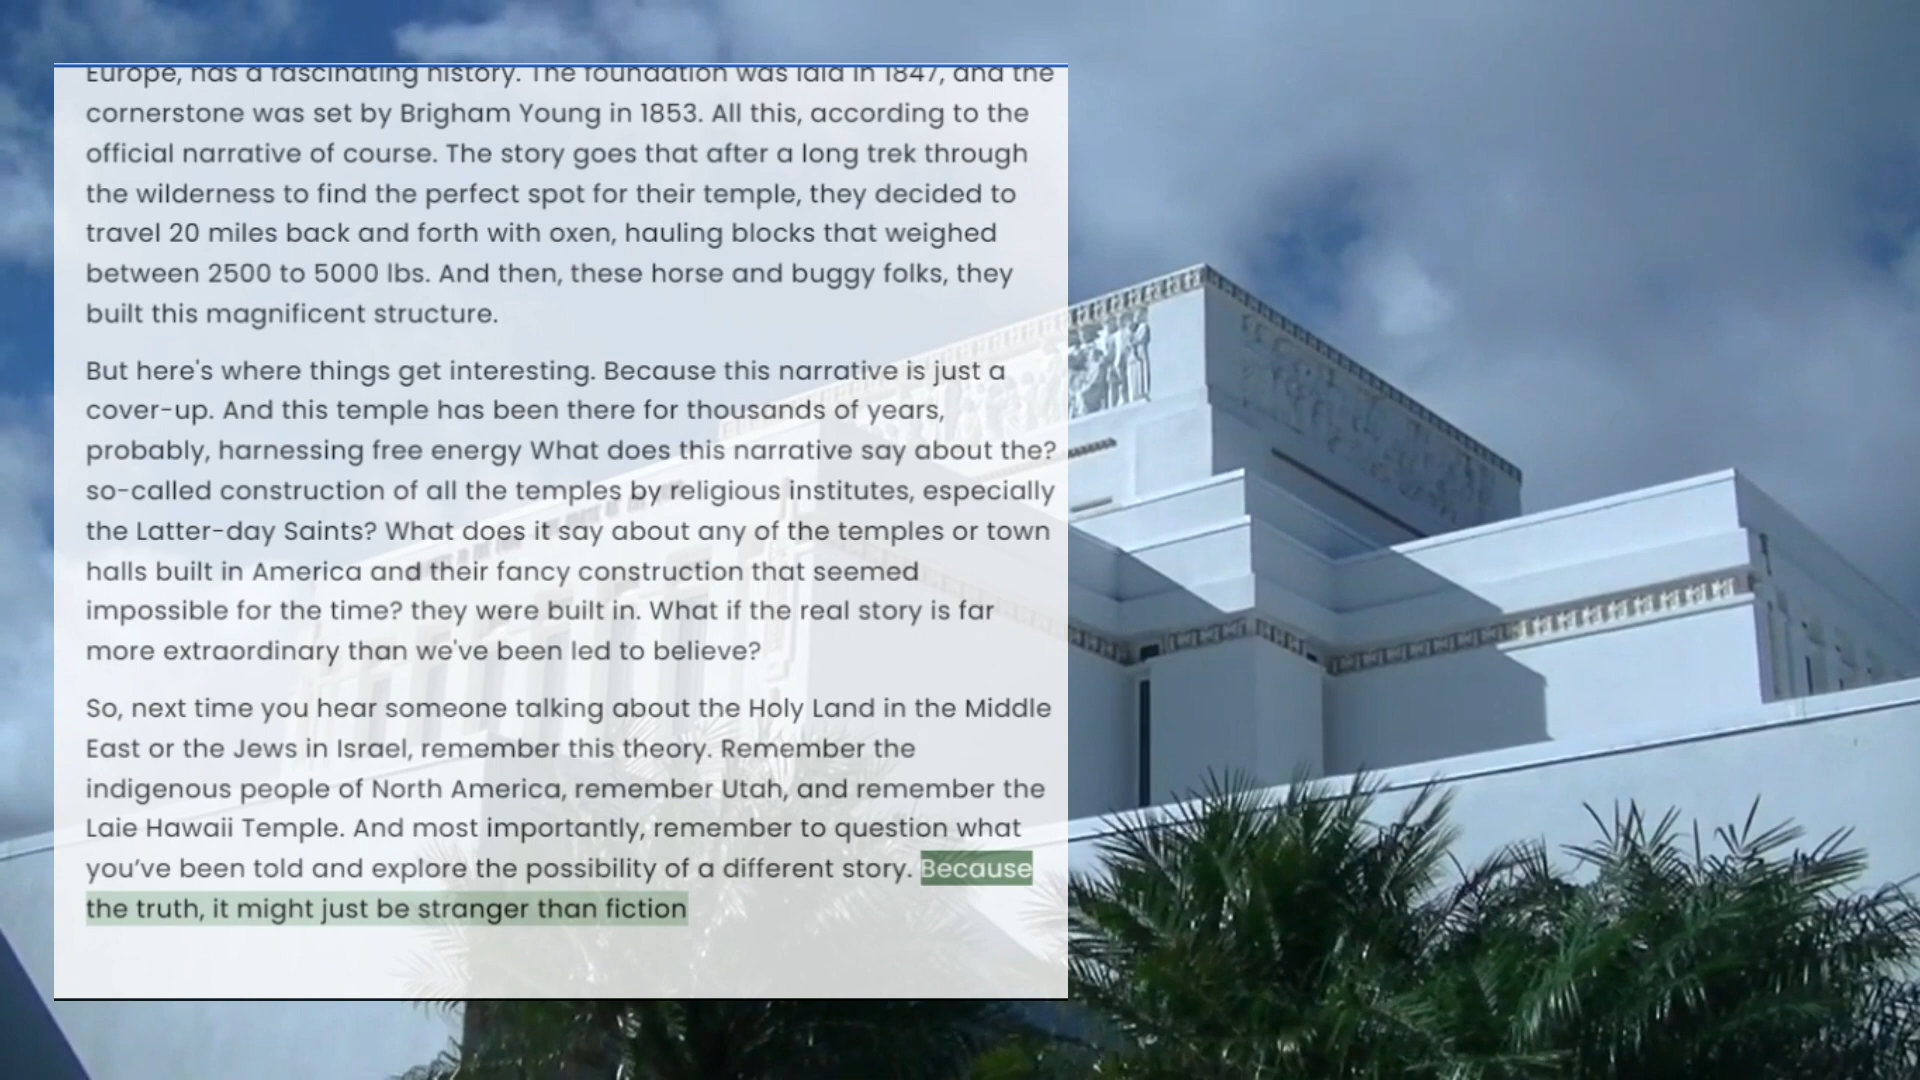 Europe, has a fascinating history. The foundation was laid in 1847, and the
cornerstone was set by Brigham Young in 1853. All this, according to the
official narrative of course. The story goes that after a long trek through
the wilderness to find the perfect spot for their temple, they decided to
travel 20 miles back and forth with oxen, hauling blocks that weighed
between 2500 to 5000 lbs. And then, these horse and buggy folks, they
built this magnificent structure.
But here's where things get interesting. Because this narrative is just a
cover-up. And this temple has been there for thousands of years,
probably, harnessing free energy What does this narrative say about the?
so-called construction of all the temples by religious institutes, especially
the Latter-day Saints? What does it say about any of the temples or town
halls built in America and their fancy construction that seemed
impossible for the time? they were built in. What if the real story is far
more extraordinary than we've been led to believe?
So, next time you hear someone talking about the Holy Land in the Middle
East or the Jews in Israel, remember this theory. Remember the
indigenous people of North America, remember Utah, and remember the
Laie Hawaii Temple. And most importantly, remember to question what
you’ve been told and explore the possibility of a different story. Because
the truth, it might just be stranger than fiction